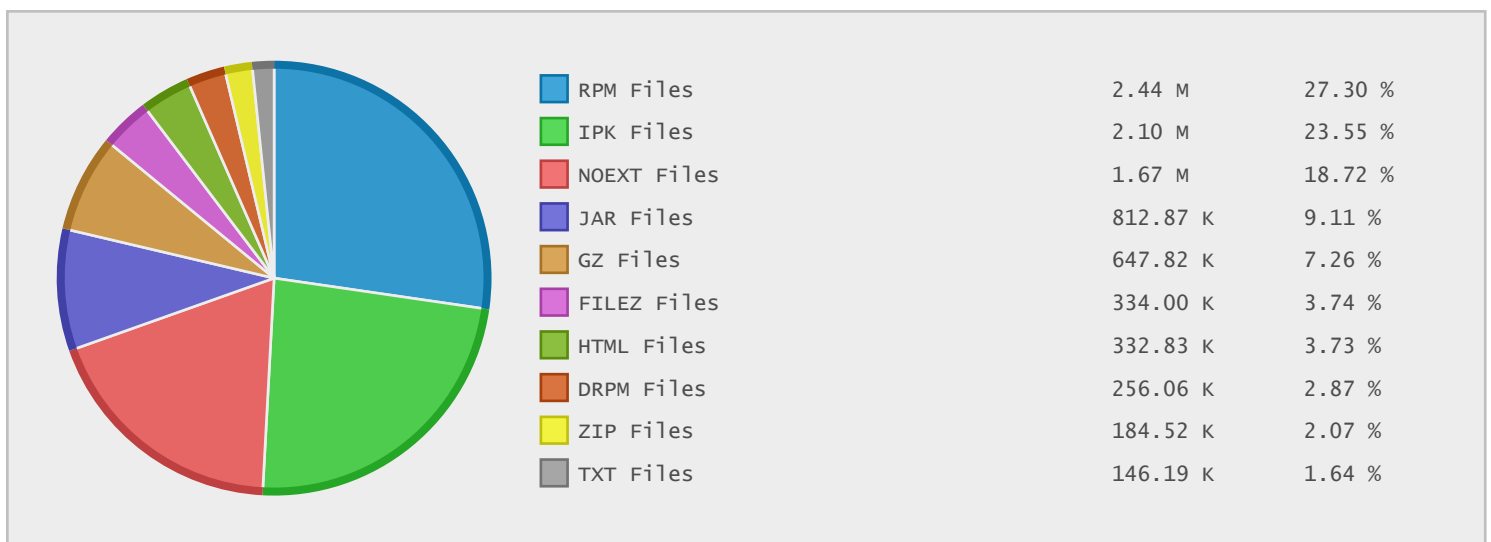 RPM Files 2.44 M 27.30 %
IPK Files 2.10 M 23.55 %
NOEXT Files 1.67 M 18.72 %
JAR Files 812.87 K 9.11 %
GZ Files 647.82 K 7.26 %
FILEZ Files 334.00 K 3.74 %
HTML Files 332.83 K 3.73 %
DRPM Files 256.06 K 2.87 %
ZIP Files 184.52 K 2.07 %
TXT Files 146.19 K 1.64 %